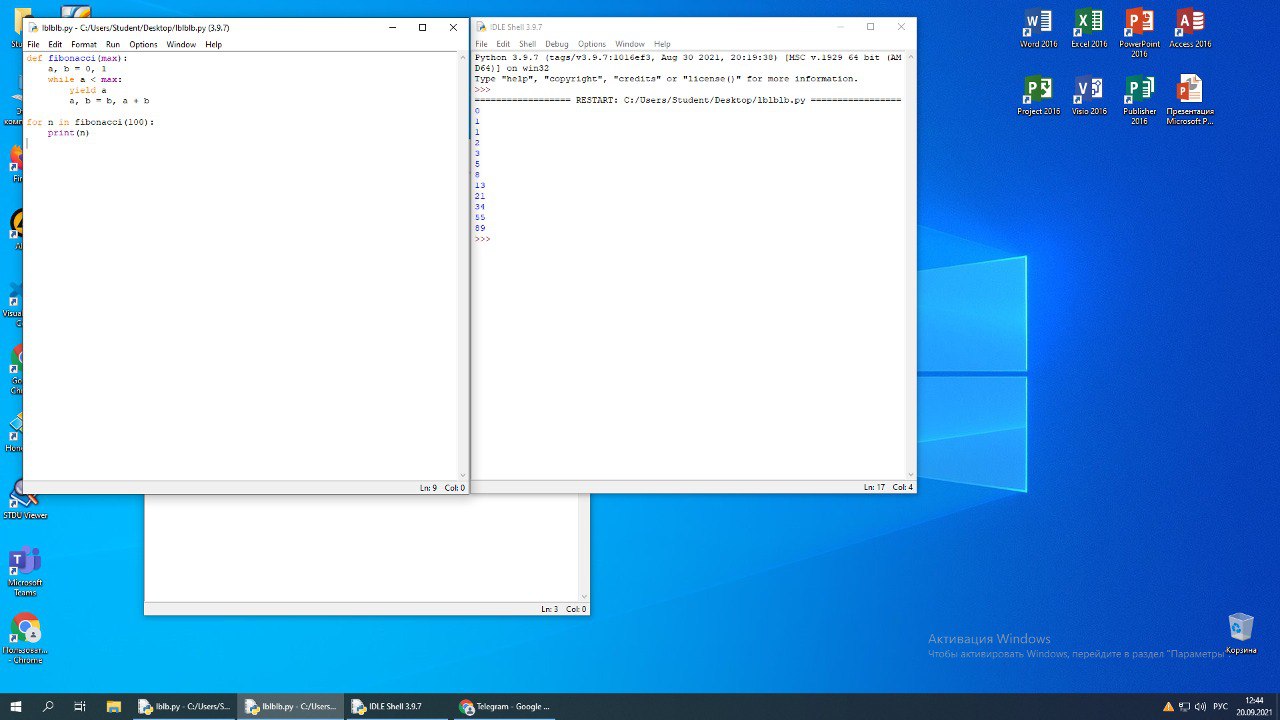 lblblb.py - C:/Users/Student/Desktop/lblblb.py (3.9.7)
File Edit Format Run Options Window Help
def fibonacci(max):
    a, b = 0, 1
    while a < max:
        yield a
        a, b = b, a + b
for n in fibonacci(100):
    print(n)
Ln: 9 Col: 0
IDLE Shell 3.9.7
File Edit Shell Debug Options Window Help
Python 3.9.7 (tags/v3.9.7:1016ef3, Aug 30 2021, 20:19:38) [MSC v.1929 64 bit (AM
D64)] on win32
Type "help", "copyright", "credits" or "license()" for more information.
>>>
================== RESTART: C:/Users/Student/Desktop/lblblb.py =================
0
1
1
2
3
5
8
13
21
34
55
89
>>>
Ln: 17 Col: 4
Ln: 3 Col: 0
Word 2016
Excel 2016
PowerPoint
2016
Access 2016
Project 2016
Visio 2016
Publisher
2016
Презентация
Microsoft P...
STDU Viewer
Microsoft
Teams
Пользоват...
- Chrome
Активация Windows
Чтобы активировать Windows, перейдите в раздел "Параметры".
Корзина
lblb.py - C:/Users/S...
lblblb.py - C:/Users...
IDLE Shell 3.9.7
Telegram - Google ...
РУС
12:44
20.09.2021